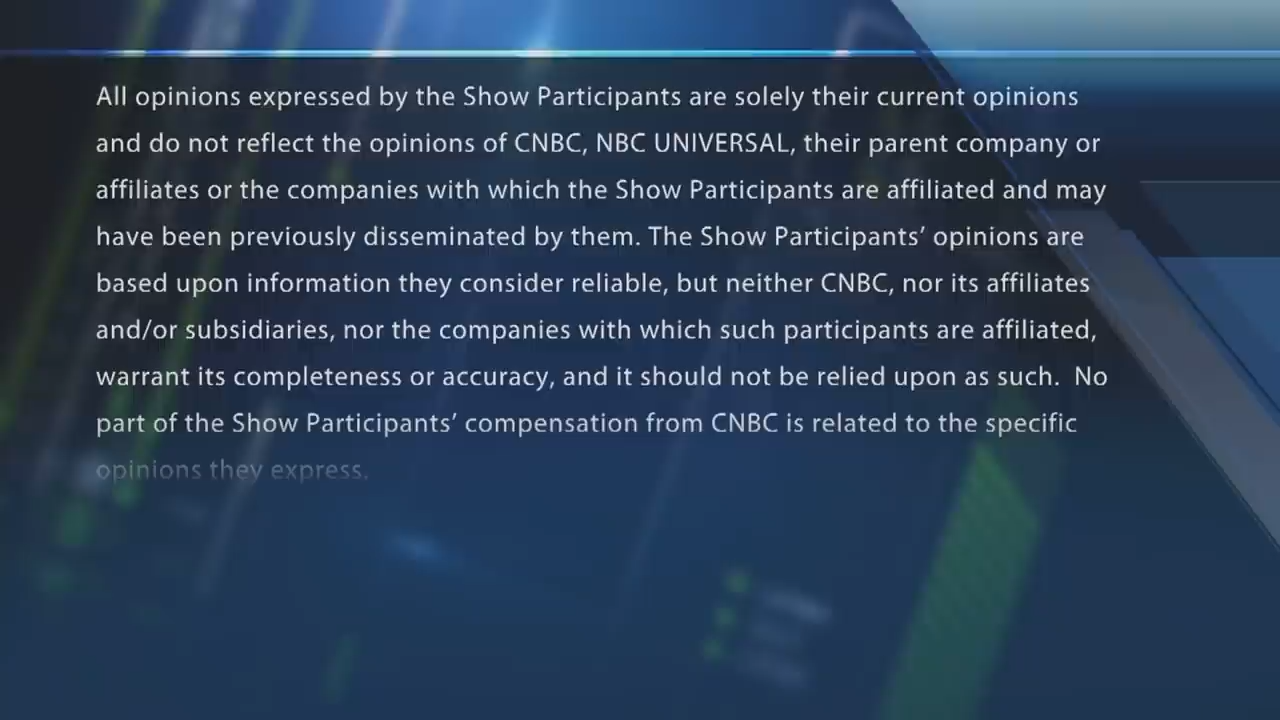 All opinions expressed by the Show Participants are solely their current opinions
and do not reflect the opinions of CNBC, NBC UNIVERSAL, their parent company or
affiliates or the companies with which the Show Participants are affiliated and may
have been previously disseminated by them. The Show Participants’ opinions are
based upon information they consider reliable, but neither CNBC, nor its affiliates
and/or subsidiaries, nor the companies with which such participants are affiliated,
warrant its completeness or accuracy, and it should not be relied upon as such.  No
part of the Show Participants’ compensation from CNBC is related to the specific
opinions they express.